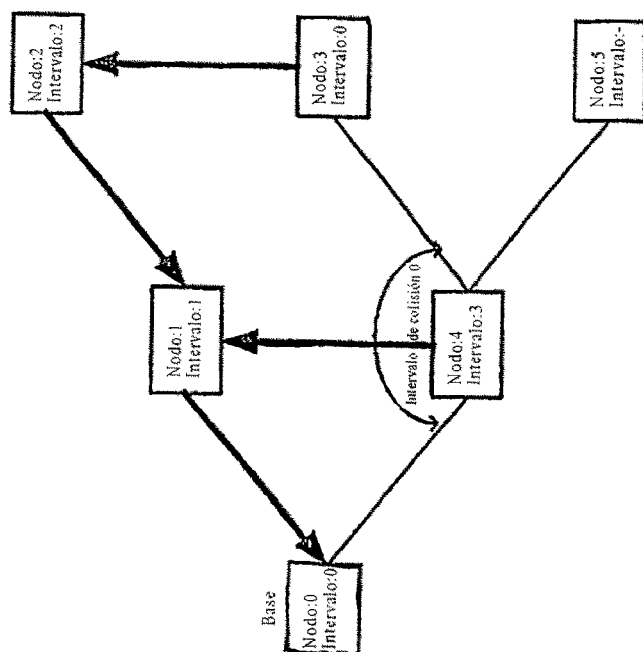 Base
Nodo:0
Intervalo:0
Nodo:1
Intervalo:1
Nodo:2
Intervalo:2
Intervalo de colisión 0
Nodo:4
Intervalo:3
Nodo:3
Intervalo:0
Nodo:5
Intervalo:-